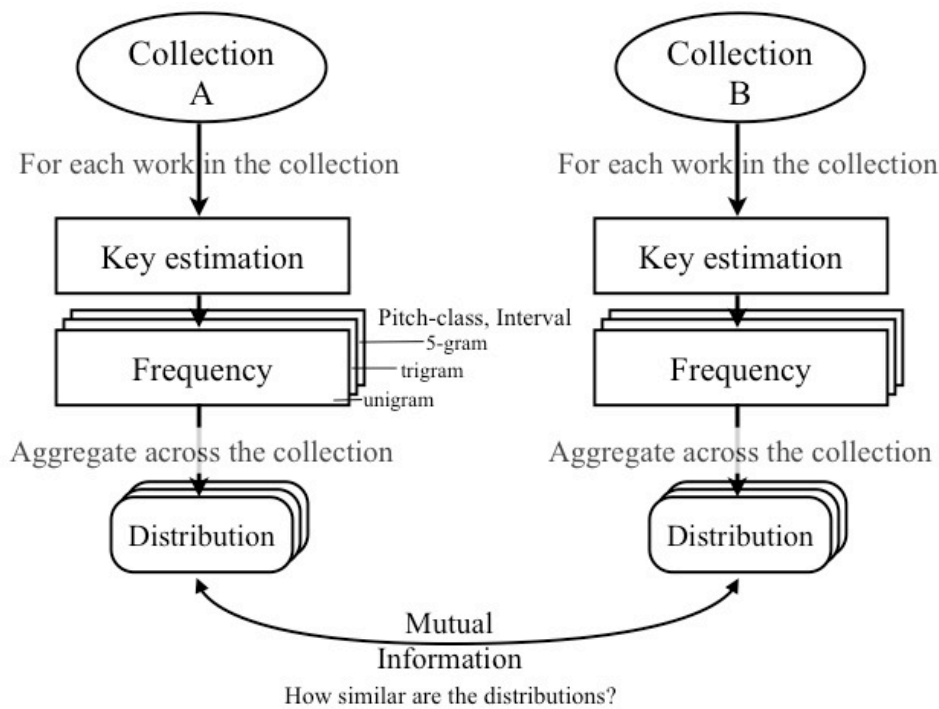 Collection
A
For each work in the collection
Key estimation
Pitch-class, Interval
5-gram
trigram
unigram
Frequency
Aggregate across the collection
Distribution
Collection
B
For each work in the collection
Key estimation
Frequency
Aggregate across the collection
Distribution
Mutual
Information
How similar are the distributions?